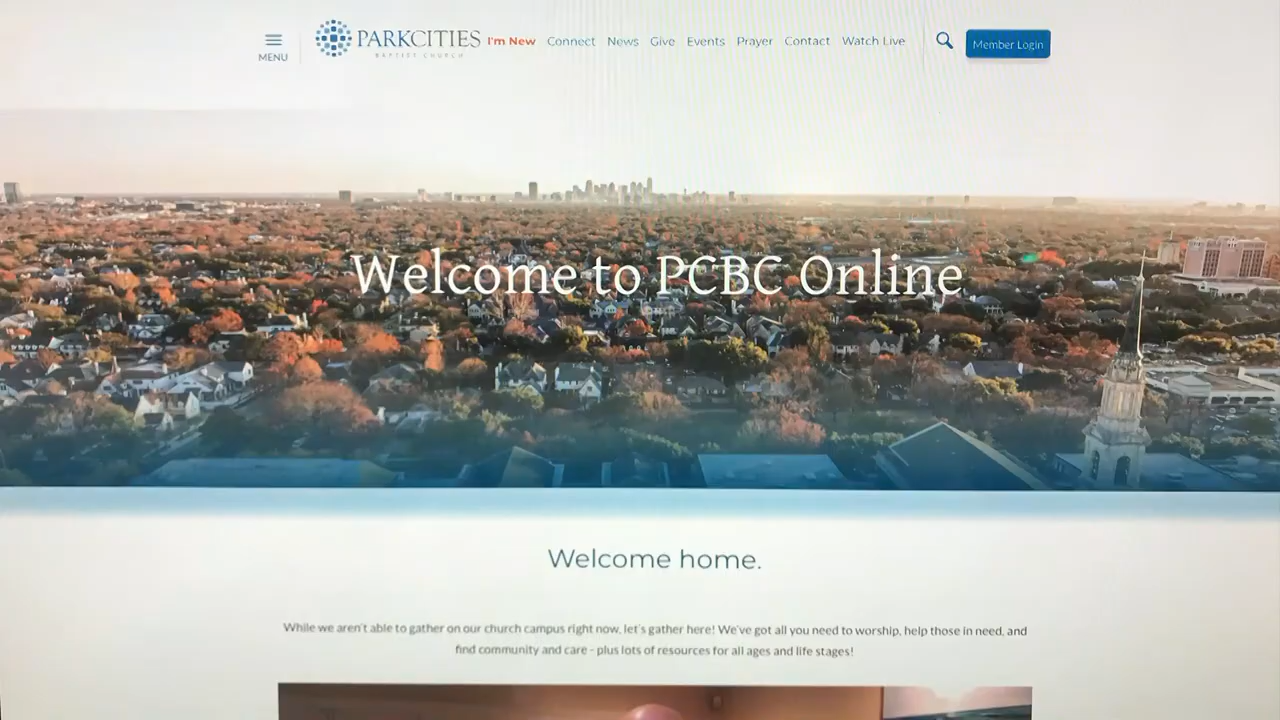 MENU
PARKCITIES
BAPTIST CHURCH
I'm New Connect News Give Events Prayer Contact Watch Live
Member Login
Welcome to PCBC Online
Welcome home.
While we aren't able to gather on our church campus right now, let's gather here! We've got all you need to worship, help those in need, and
find community and care - plus lots of resources for all ages and life stages!